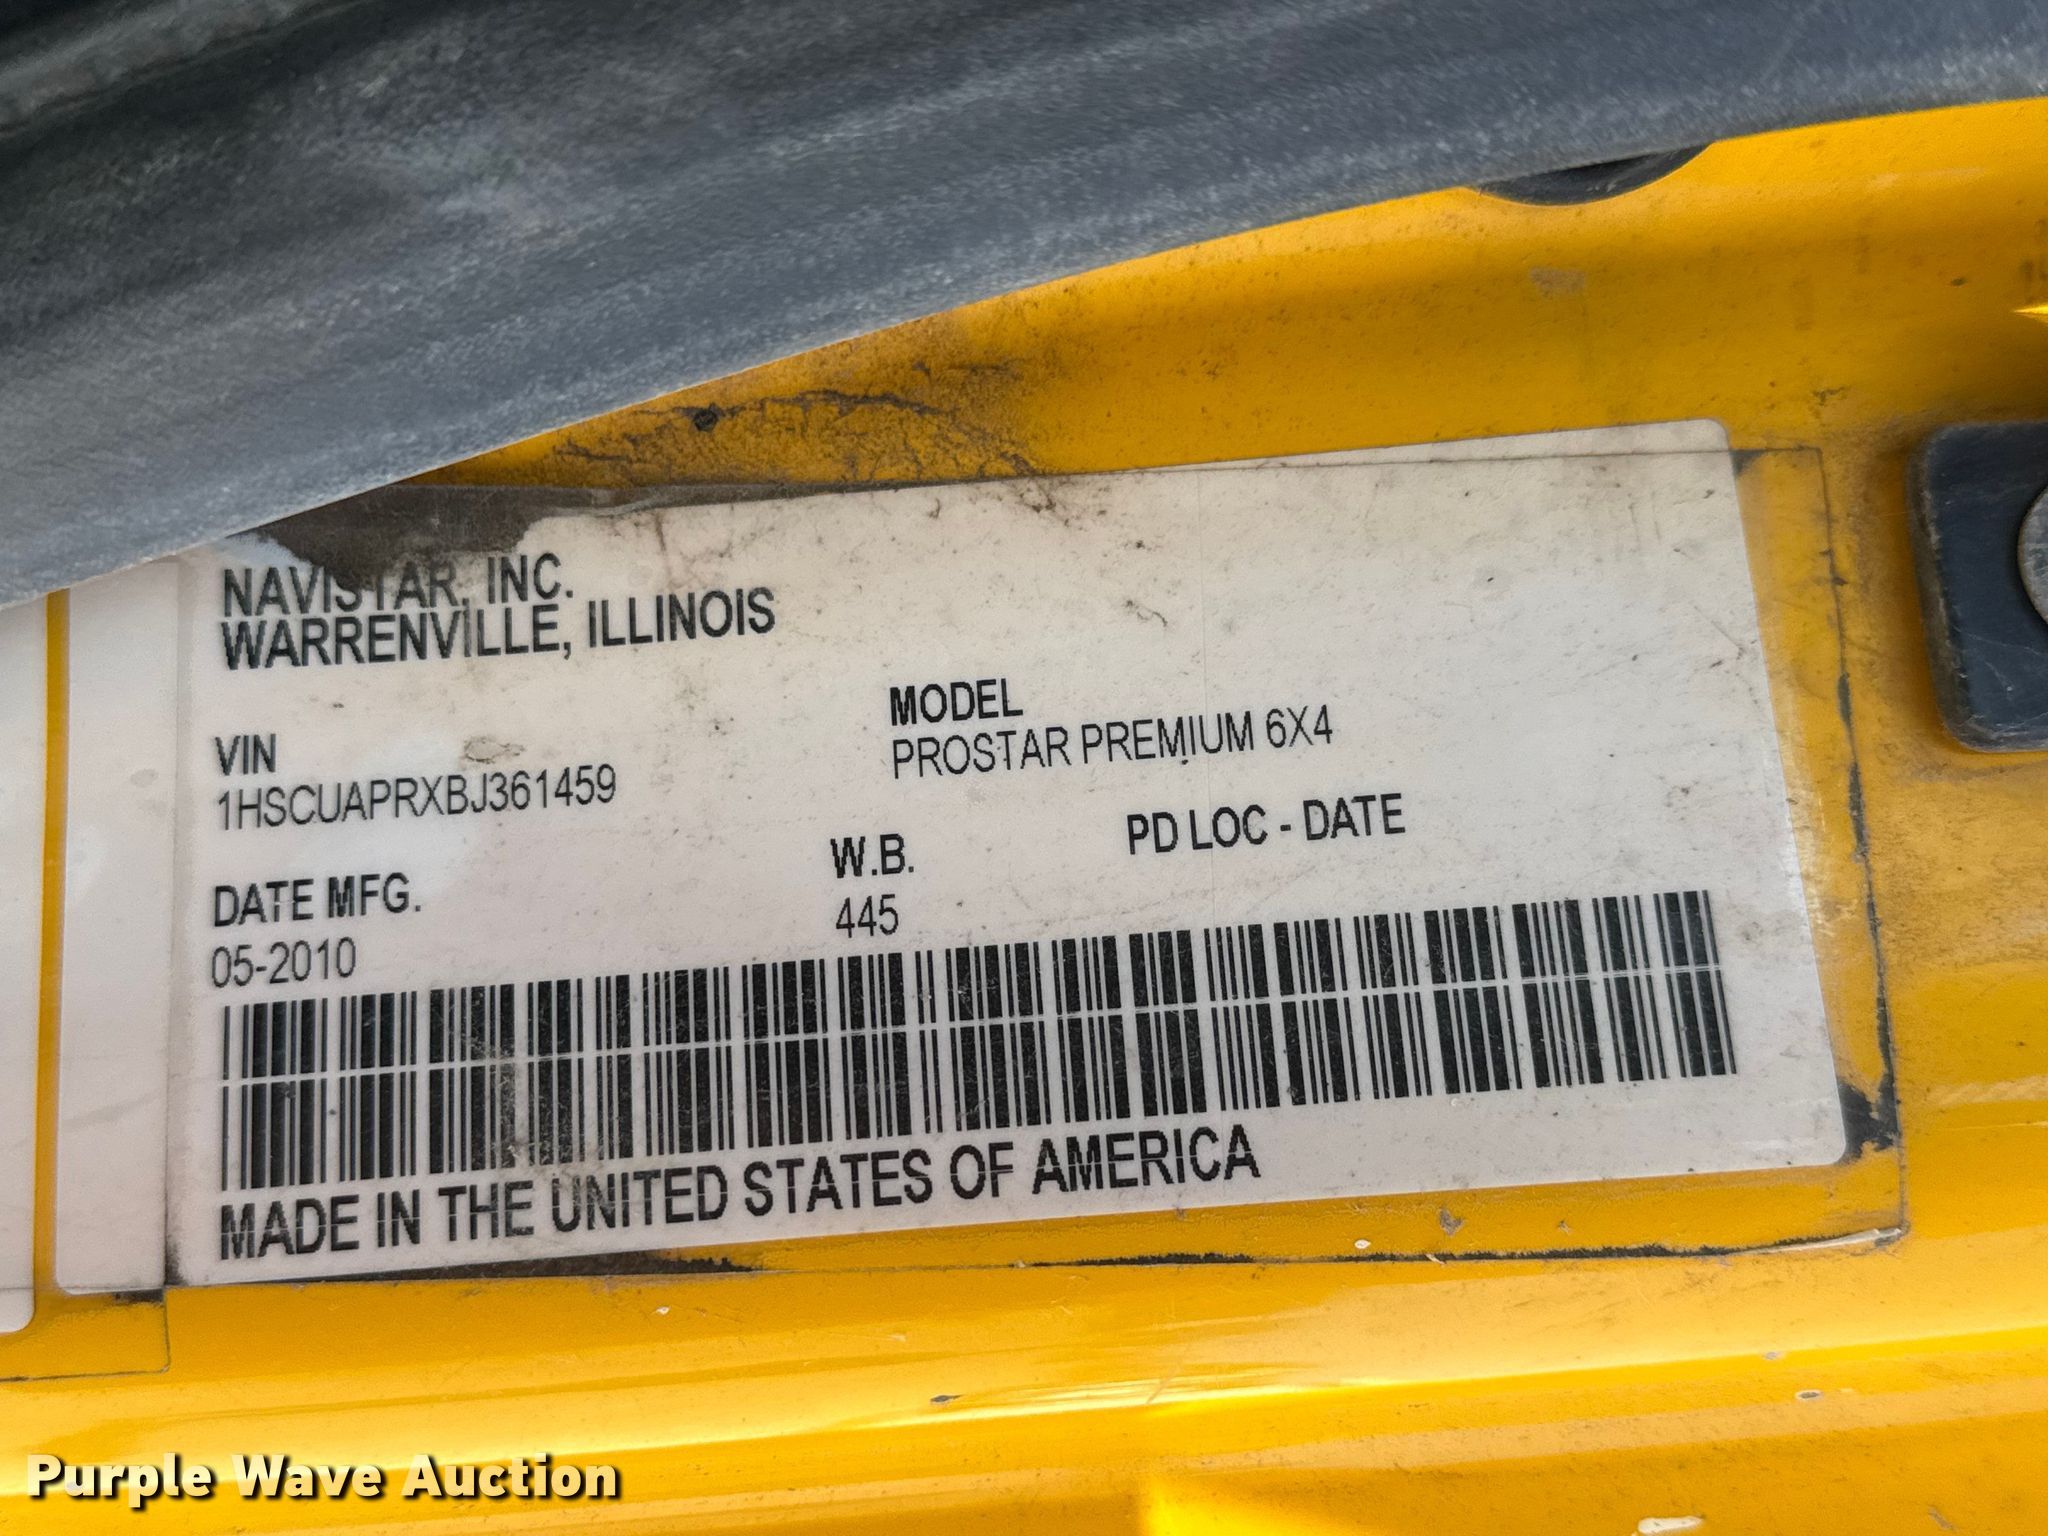 NAVISTAR, INC.
WARRENVILLE, ILLINOIS
VIN
1HSCUAPRXBJ361459
MODEL
PROSTAR PREMIUM 6X4
DATE MFG.
05-2010
W.B.
445
PD LOC - DATE
MADE IN THE UNITED STATES OF AMERICA
Purple Wave Auction